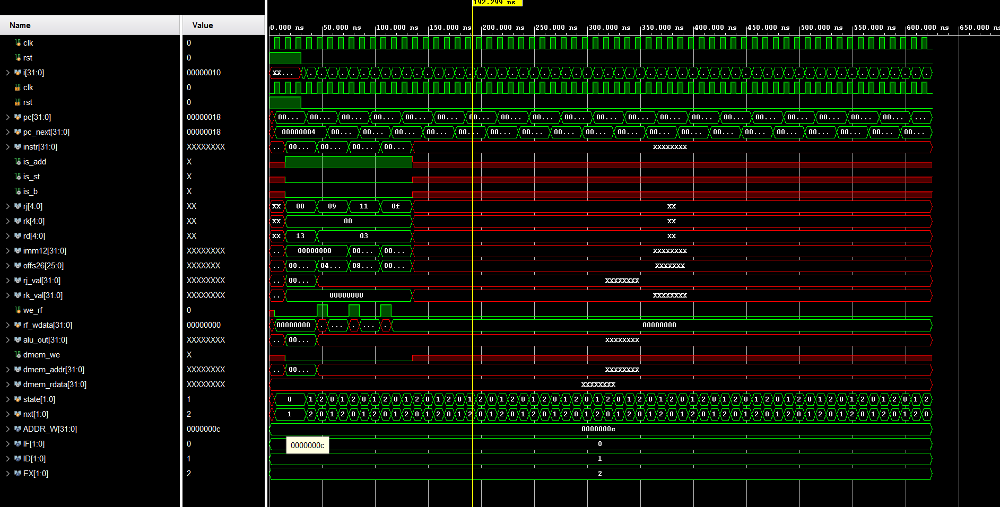 192.299 ns
Name Value 0.000 ns 50.000 ns 100.000 ns 150.000 ns 200.000 ns 250.000 ns 300.000 ns 350.000 ns 400.000 ns 450.000 ns 500.000 ns 550.000 ns 600.000 ns 650.000 ns
clk 0
rst 0
i[31:0] 00000010 XX...
clk 0
rst 0
pc[31:0] 00000018 00... 00... 00... 00... 00... 00... 00... 00... 00... 00... 00... 00... 00... 00... 00... 00... 00... 00... 00... 00... ...
pc_next[31:0] 00000018 00000004 00... 00... 00... 00... 00... 00... 00... 00... 00... 00... 00... 00... 00... 00... 00... 00... 00... 00... 00...
instr[31:0] XXXXXXXX .. 00... 00... 00... 00... XXXXXXXX
is_add X
is_st X
is_b X
rj[4:0] XX XX 00 09 11 0f XX
rk[4:0] XX XX 00 XX
rd[4:0] XX XX 13 03 XX
imm12[31:0] XXXXXXXX .. 00000000 00... 00... XXXXXXXX
offs26[25:0] XXXXXXX .. 00... 04... 08... 00... XXXXXXX
rj_val[31:0] XXXXXXXX .. 00... XXXXXXXX
rk_val[31:0] XXXXXXXX .. 00000000 XXXXXXXX
we_rf 0
rf_wdata[31:0] 00000000 00000000 . ... . ... . 00000000
alu_out[31:0] XXXXXXXX .. 00... XXXXXXXX
dmem_we X
dmem_addr[31:0] XXXXXXXX .. 00... XXXXXXXX
dmem_rdata[31:0] XXXXXXXX XXXXXXXX
state[1:0] 1 0 1 2 0 1 2 0 1 2 0 1 2 0 1 2 0 1 2 0 1 2 0 1 2 0 1 2 0 1 2 0 1 2 0 1 2 0 1 2 0 1 2 0 1 2 0 1 2 0 1 2 0 1 2 0 1 2 0 1 2
nxt[1:0] 2 1 2 0 1 2 0 1 2 0 1 2 0 1 2 0 1 2 0 1 2 0 1 2 0 1 2 0 1 2 0 1 2 0 1 2 0 1 2 0 1 2 0 1 2 0 1 2 0 1 2 0 1 2 0 1 2 0 1 2 0
ADDR_W[31:0] 0000000c 0000000c
IF[1:0] 0 0
0000000c
ID[1:0] 1 1
EX[1:0] 2 2